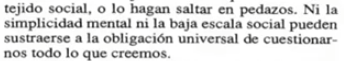 tejido social, o lo hagan saltar en pedazos. Ni la
simplicidad mental ni la baja escala social pueden
sustraerse a la obligación universal de cuestionar-
nos todo lo que creemos.